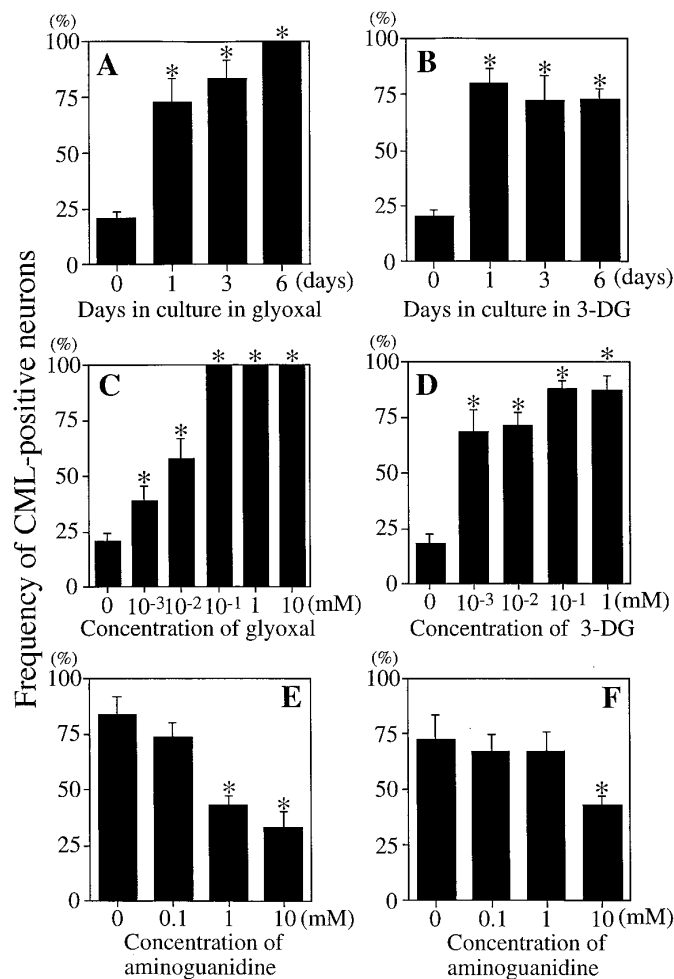 Frequency of CML-positive neurons
(%)
A
100
75
50
25
0
* * *
0 1 3 6 (days)
Days in culture in glyoxal
(%)
B
100
75
50
25
0
* * *
0 1 3 6 (days)
Days in culture in 3-DG
(%)
C
100
75
50
25
0
* * * * *
0 10-3 10-2 10-1 1 10 (mM)
Concentration of glyoxal
(%)
D
100
75
50
25
0
* * * *
0 10-3 10-2 10-1 1 (mM)
Concentration of 3-DG
(%)
E
100
75
50
25
0
* *
0 0.1 1 10 (mM)
Concentration of
aminoguanidine
(%)
F
100
75
50
25
0
*
0 0.1 1 10 (mM)
Concentration of
aminoguanidine